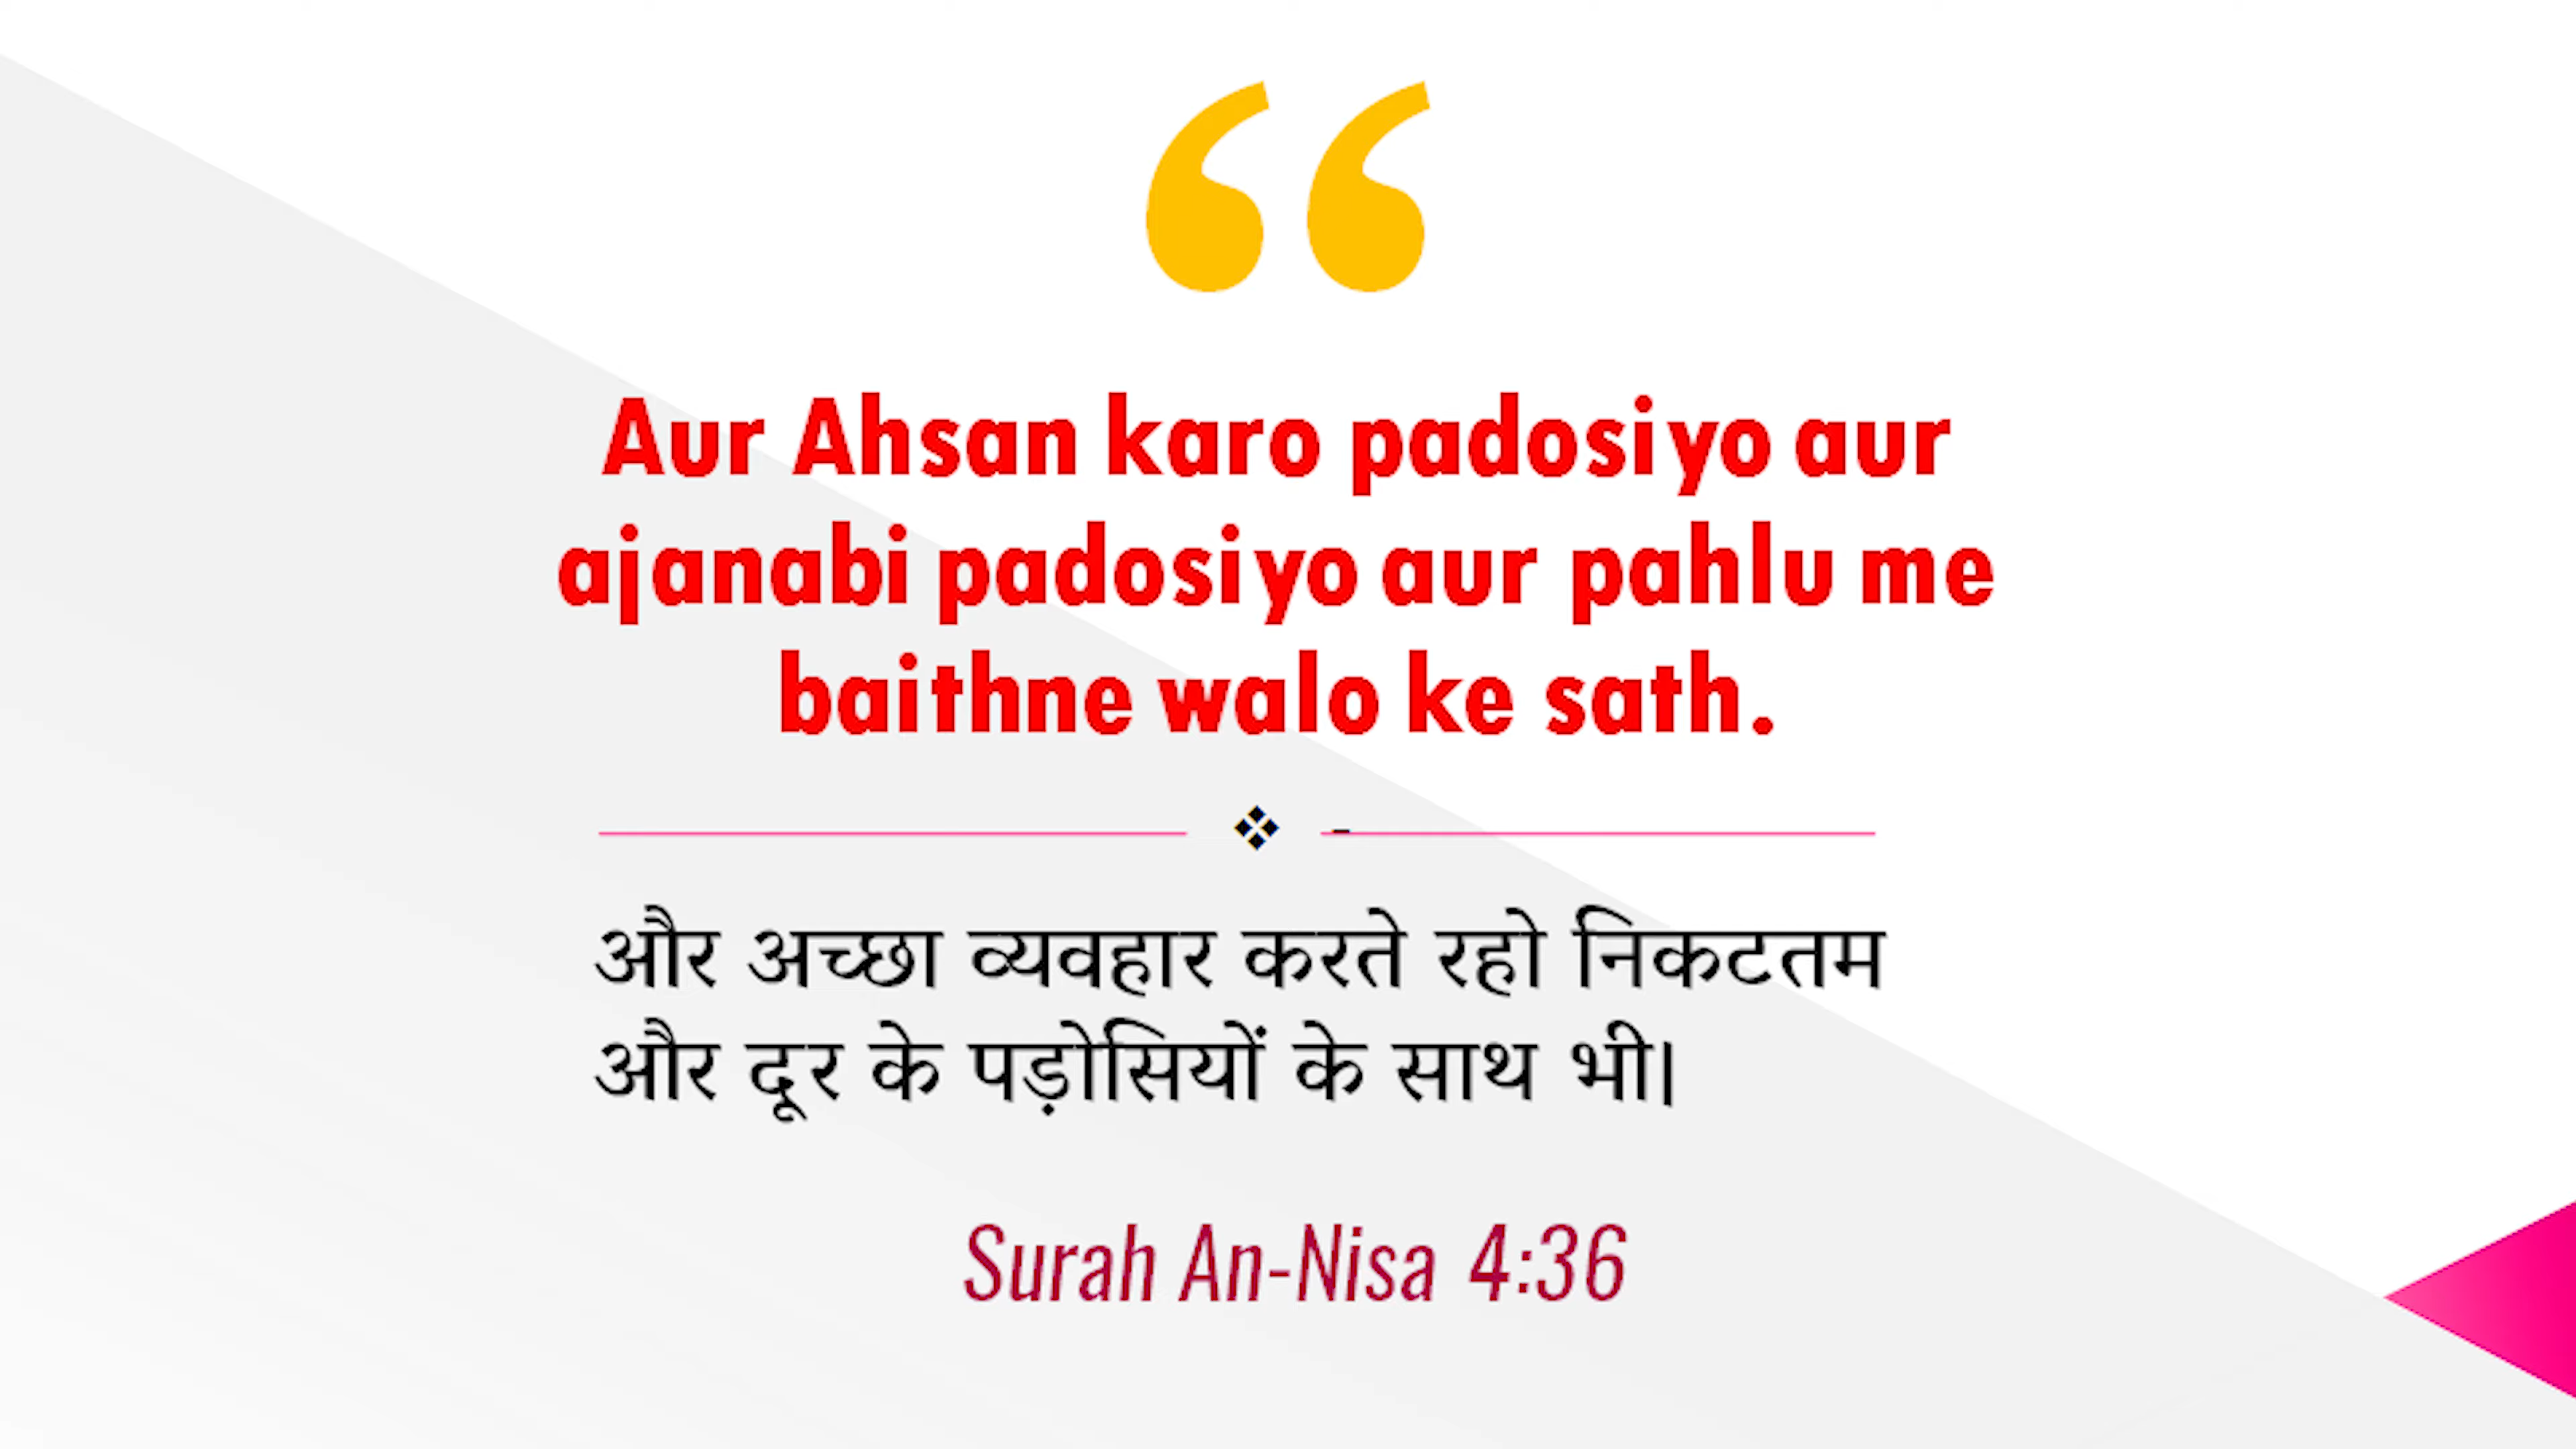 “
Aur Ahsan karo padosiyo aur
ajanabi padosiyo aur pahlu me
baithne walo ke sath.
और अच्छा व्यवहार करते रहो निकटतम
और दूर के पड़ोसियों के साथ भी।
Surah An-Nisa 4:36